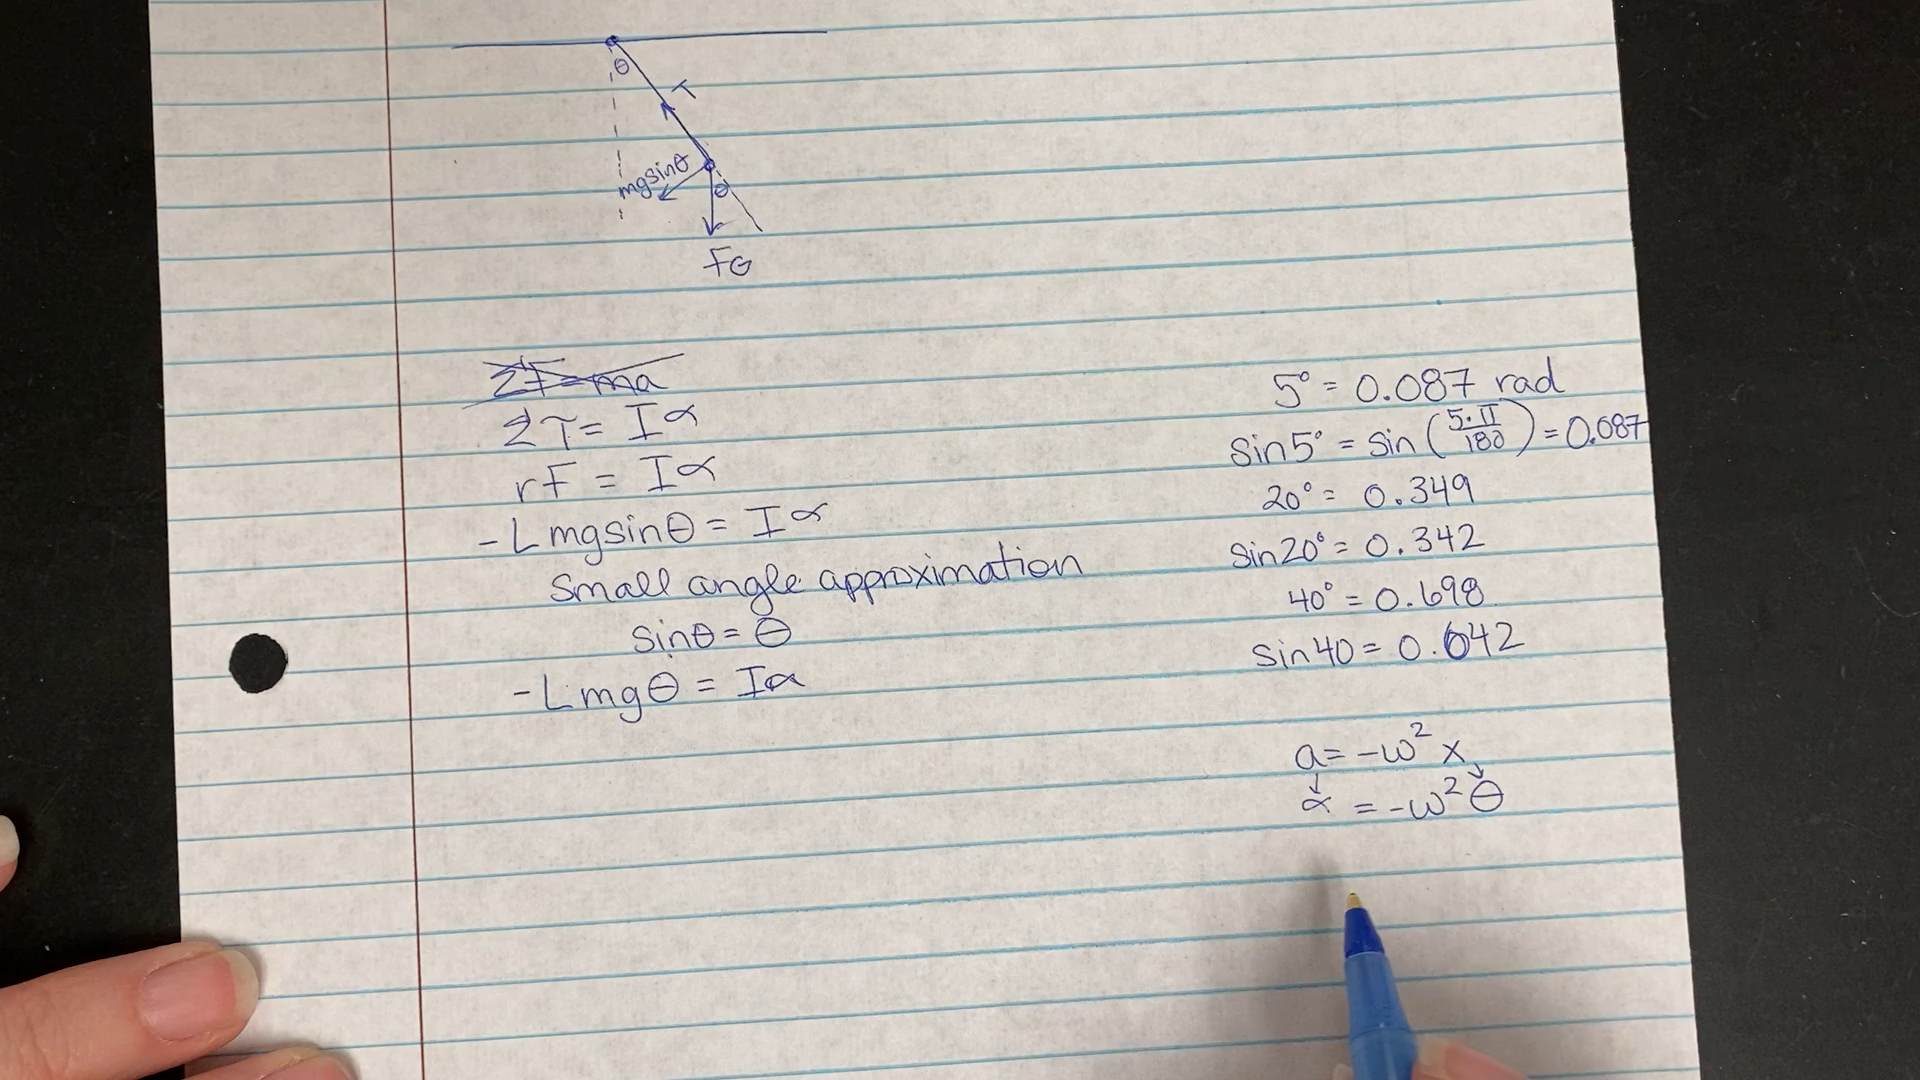 θ
T
mgsinθ
θ
FG
ΣF = ma
Στ = Iα
rF = Iα
-Lmgsinθ = Iα
Small angle approximation
sinθ = θ
-Lmgθ = Iα
5° = 0.087 rad
sin5° = sin (5·π/180) = 0.087
20° = 0.349
sin20° = 0.342
40° = 0.698
sin40 = 0.642
a = -ω² x
α = -ω² θ